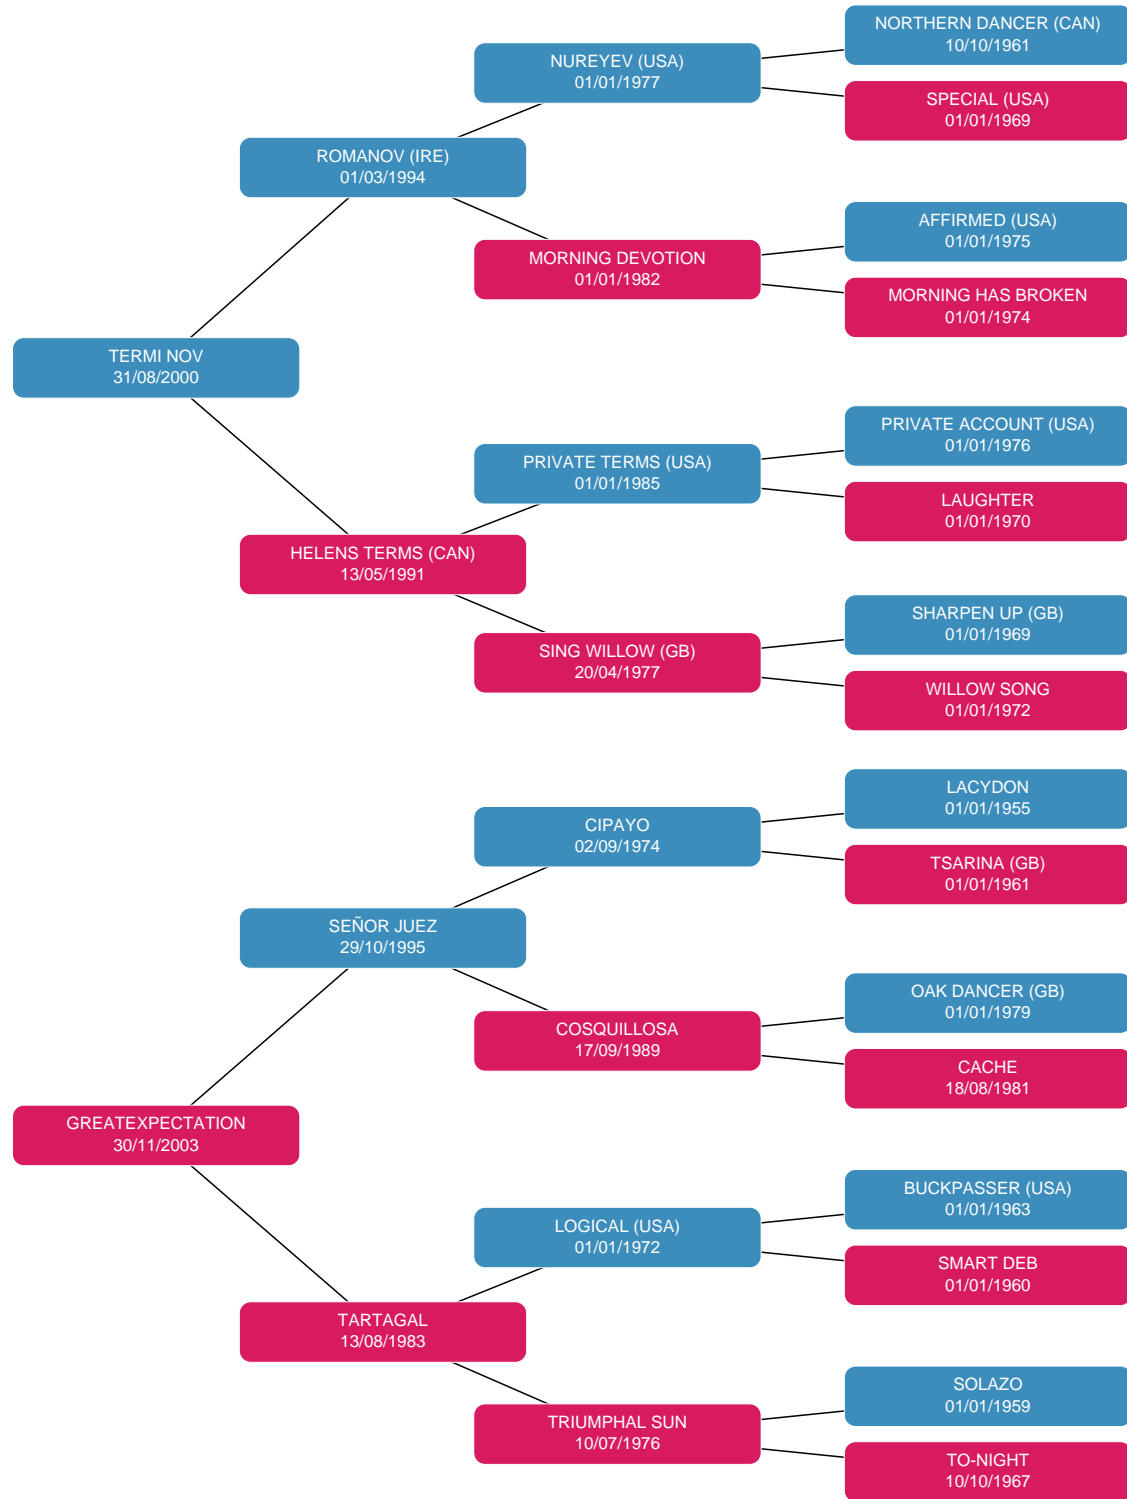 NORTHERN DANCER (CAN)
10/10/1961
NUREYEV (USA)
01/01/1977
SPECIAL (USA)
01/01/1969
ROMANOV (IRE)
01/03/1994
AFFIRMED (USA)
01/01/1975
MORNING DEVOTION
01/01/1982
MORNING HAS BROKEN
01/01/1974
TERMI NOV
31/08/2000
PRIVATE ACCOUNT (USA)
01/01/1976
PRIVATE TERMS (USA)
01/01/1985
LAUGHTER
01/01/1970
HELENS TERMS (CAN)
13/05/1991
SHARPEN UP (GB)
01/01/1969
SING WILLOW (GB)
20/04/1977
WILLOW SONG
01/01/1972
LACYDON
01/01/1955
CIPAYO
02/09/1974
TSARINA (GB)
01/01/1961
SEÑOR JUEZ
29/10/1995
OAK DANCER (GB)
01/01/1979
COSQUILLOSA
17/09/1989
CACHE
18/08/1981
GREATEXPECTATION
30/11/2003
BUCKPASSER (USA)
01/01/1963
LOGICAL (USA)
01/01/1972
SMART DEB
01/01/1960
TARTAGAL
13/08/1983
SOLAZO
01/01/1959
TRIUMPHAL SUN
10/07/1976
TO-NIGHT
10/10/1967